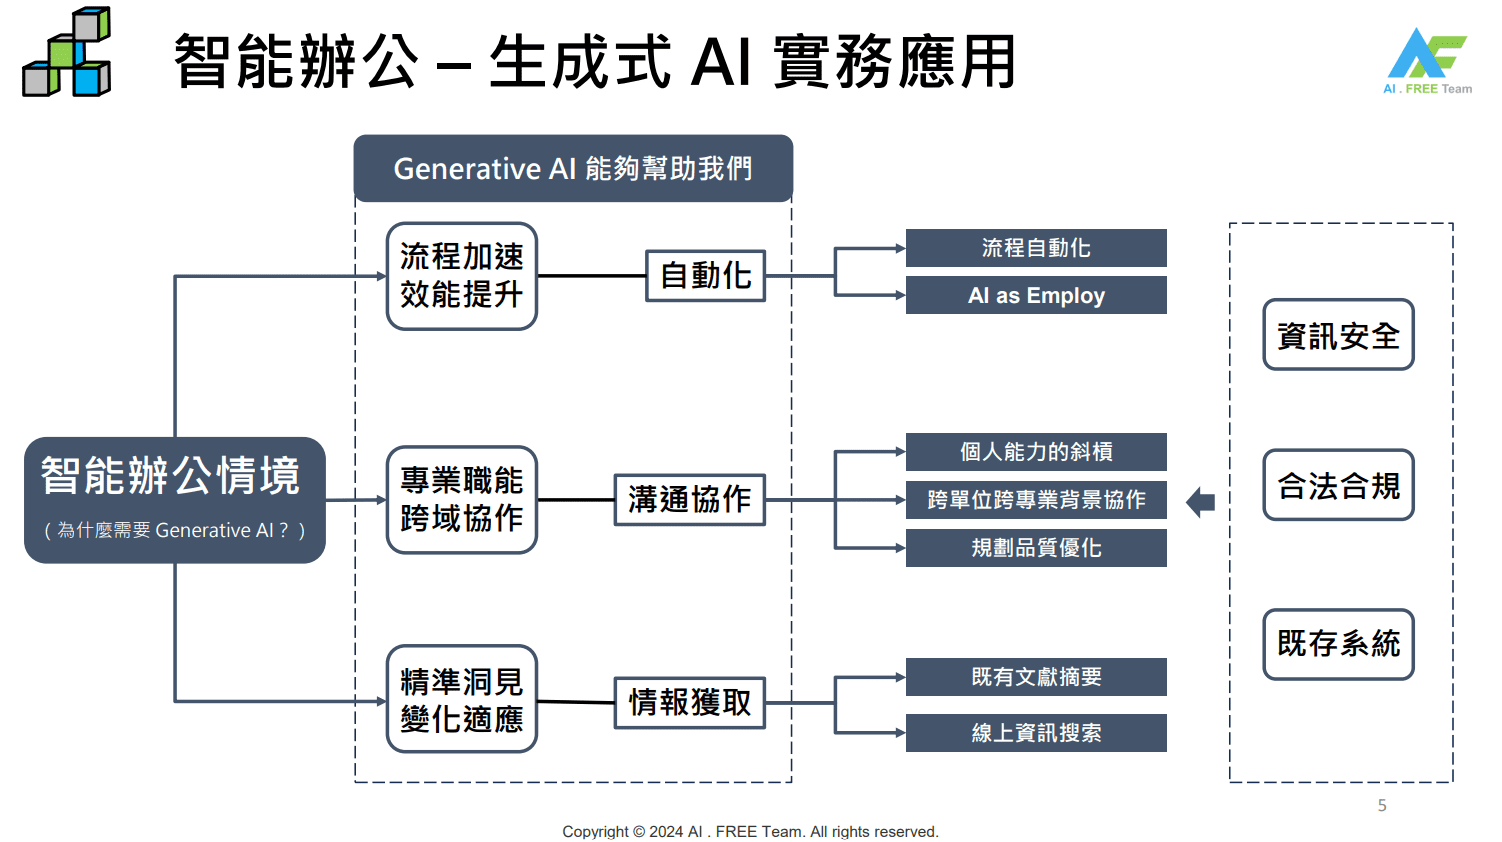 智能辦公 – 生成式 AI 實務應用
AI . FREE Team
Generative AI 能夠幫助我們
流程加速
效能提升
自動化
流程自動化
AI as Employ
智能辦公情境
( 為什麼需要 Generative AI？)
專業職能
跨域協作
溝通協作
個人能力的斜槓
跨單位跨專業背景協作
規劃品質優化
精準洞見
變化適應
情報獲取
既有文獻摘要
線上資訊搜索
資訊安全
合法合規
既存系統
5
Copyright © 2024 AI . FREE Team. All rights reserved.